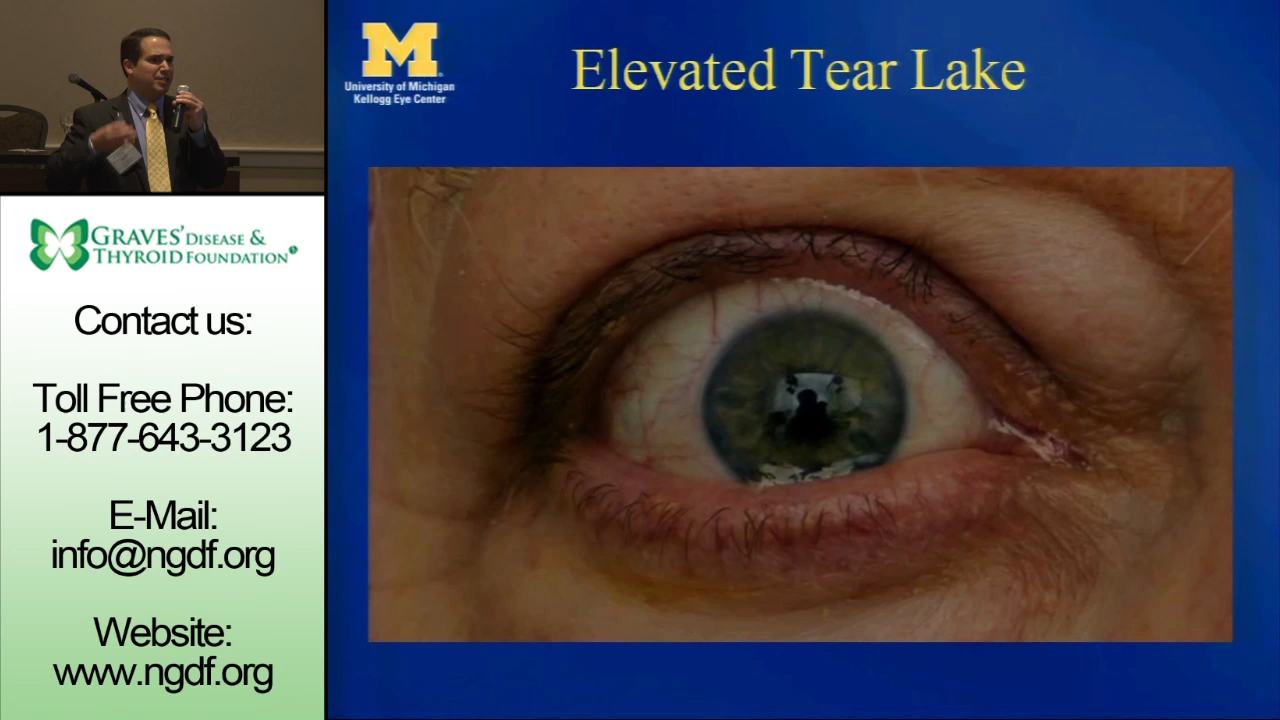 M
University of Michigan
Kellogg Eye Center
Elevated Tear Lake
GRAVES' DISEASE &
THYROID FOUNDATION
Contact us:
Toll Free Phone:
1-877-643-3123
E-Mail:
info@ngdf.org
Website:
www.ngdf.org